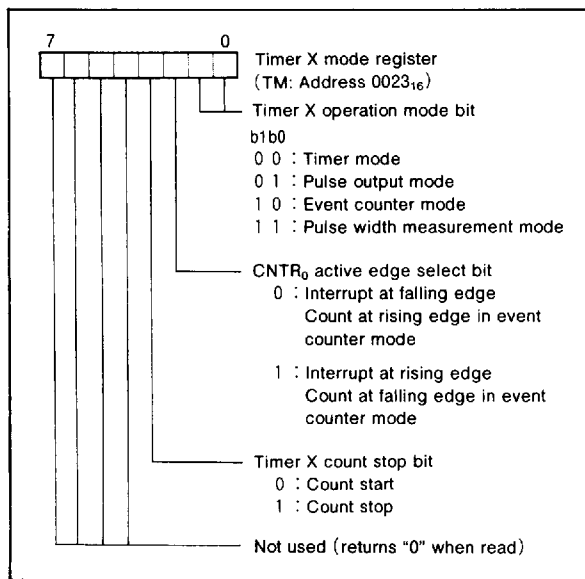 7 0
Timer X mode register
(TM: Address 0023₁₆)
Timer X operation mode bit
b1b0
0 0 : Timer mode
0 1 : Pulse output mode
1 0 : Event counter mode
1 1 : Pulse width measurement mode
CNTR₀ active edge select bit
0 : Interrupt at falling edge
Count at rising edge in event
counter mode
1 : Interrupt at rising edge
Count at falling edge in event
counter mode
Timer X count stop bit
0 : Count start
1 : Count stop
Not used (returns “0” when read)